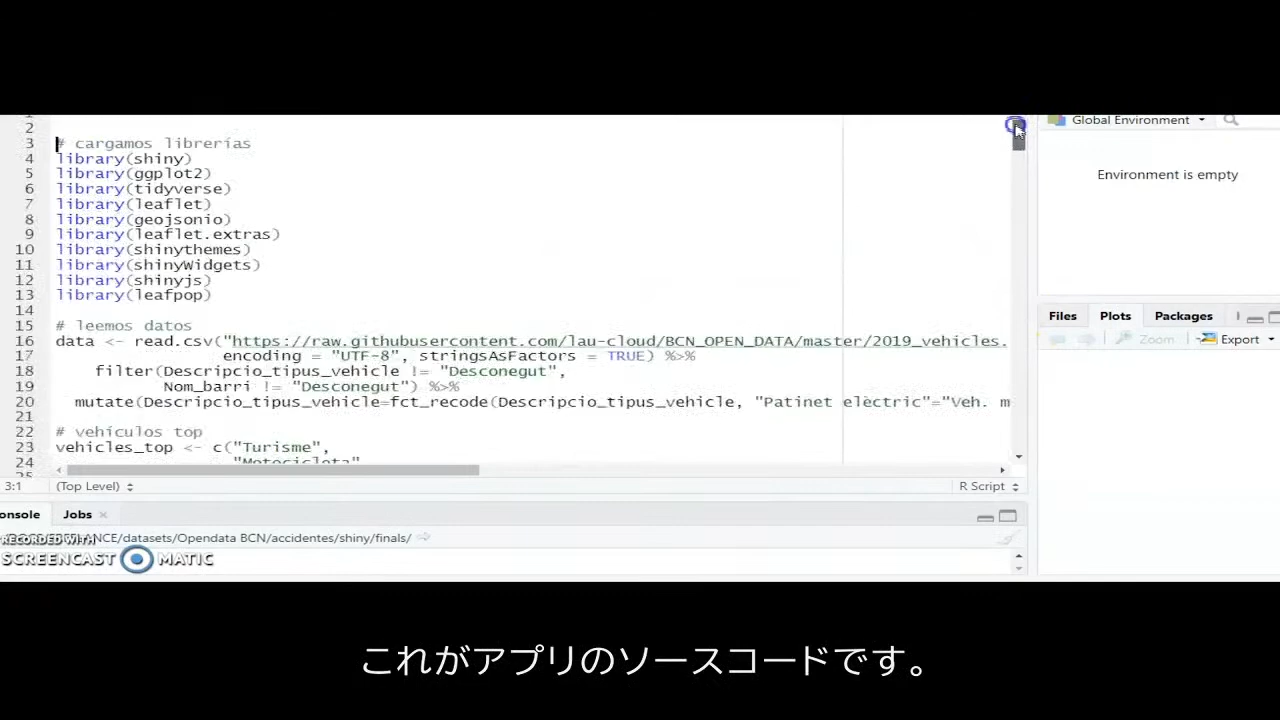 2
3 # cargamos librerías
4 library(shiny)
5 library(ggplot2)
6 library(tidyverse)
7 library(leaflet)
8 library(geojsonio)
9 library(leaflet.extras)
10 library(shinythemes)
11 library(shinyWidgets)
12 library(shinyjs)
13 library(leafpop)
14
15 # leemos datos
16 data <- read.csv("https://raw.githubusercontent.com/lau-cloud/BCN_OPEN_DATA/master/2019_vehicles.
17 encoding = "UTF-8", stringsAsFactors = TRUE) %>%
18 filter(Descripcio_tipus_vehicle != "Desconegut",
19 Nom_barri != "Desconegut") %>%
20 mutate(Descripcio_tipus_vehicle=fct_recode(Descripcio_tipus_vehicle, "Patinet electric"="Veh. m
21
22 # vehículos top
23 vehicles_top <- c("Turisme",
24 "Motocicleta"
3:1 (Top Level) R Script
onsole Jobs
NCE/datasets/Opendata BCN/accidentes/shiny/finals/
RECORDED WITH
SCREENCAST MATIC
Global Environment
Environment is empty
Files Plots Packages
Zoom Export
これがアプリのソースコードです。